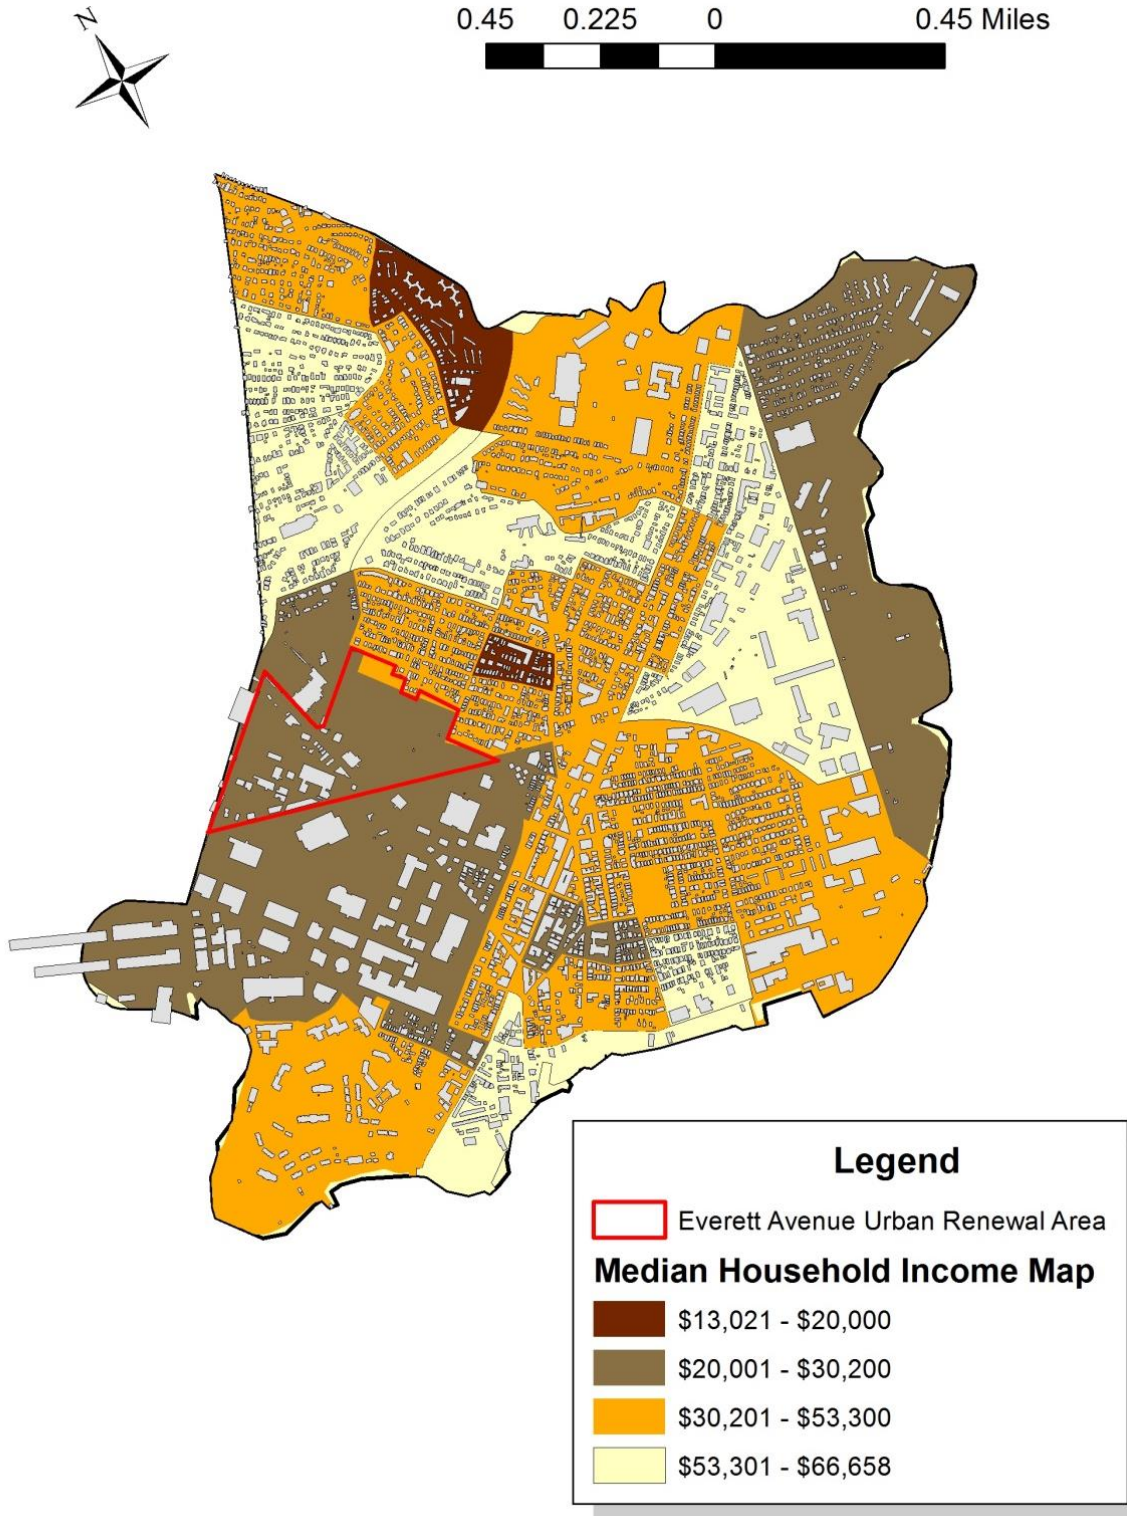 N
0.45 0.225 0 0.45 Miles
Legend
Everett Avenue Urban Renewal Area
Median Household Income Map
$13,021 - $20,000
$20,001 - $30,200
$30,201 - $53,300
$53,301 - $66,658